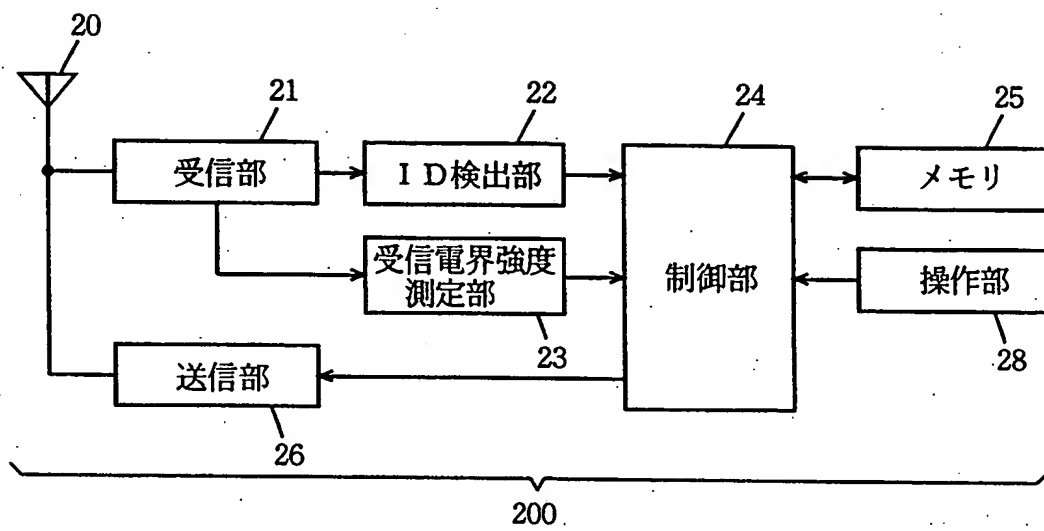 20
21
22
24
25
受信部
ＩＤ検出部
メモリ
受信電界強度
測定部
制御部
操作部
23
28
送信部
26
200